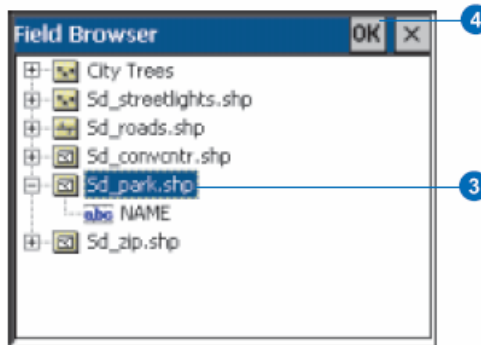 Field Browser OK ×
4
City Trees
Sd_streetlights.shp
Sd_roads.shp
Sd_convcntr.shp
Sd_park.shp
3
abc NAME
Sd_zip.shp